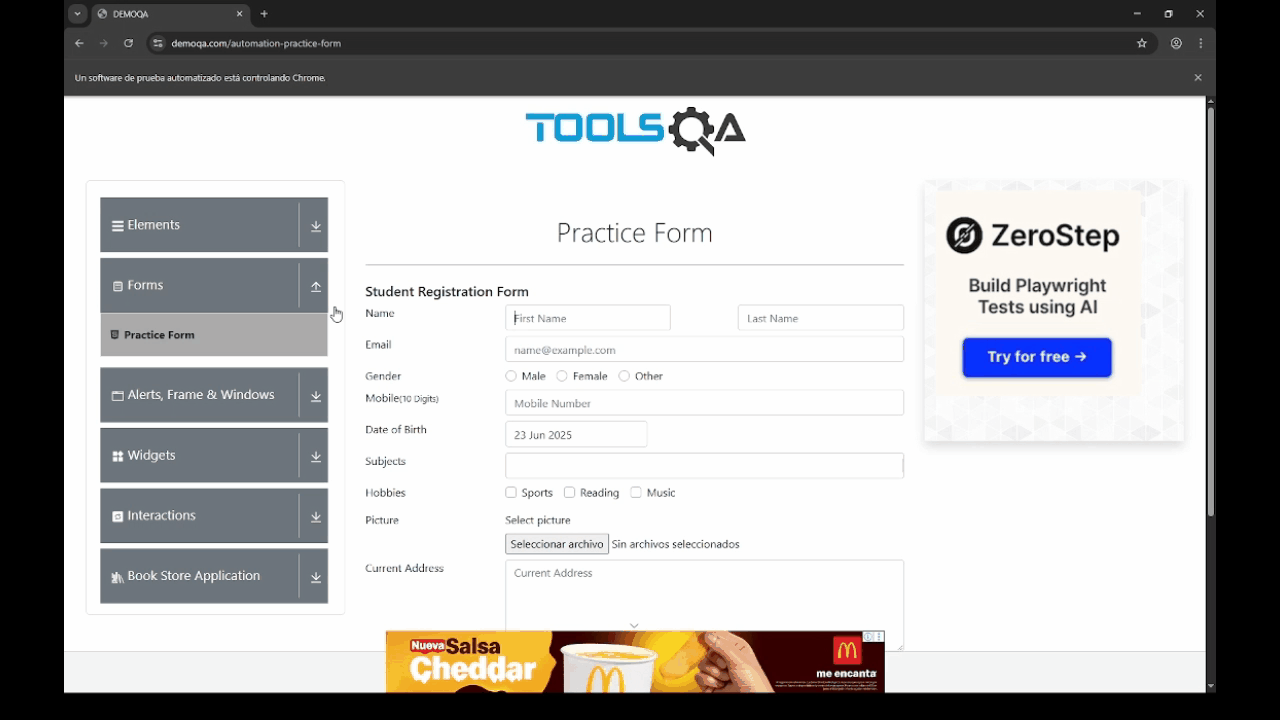 DEMOQA
demoqa.com/automation-practice-form
Un software de prueba automatizado está controlando Chrome.
TOOLSQA
Elements
Forms
Practice Form
Alerts, Frame & Windows
Widgets
Interactions
Book Store Application
Practice Form
Student Registration Form
Name First Name Last Name
Email name@example.com
Gender Male Female Other
Mobile(10 Digits) Mobile Number
Date of Birth 23 Jun 2025
Subjects
Hobbies Sports Reading Music
Picture Select picture
Seleccionar archivo Sin archivos seleccionados
Current Address Current Address
ZeroStep
Build Playwright
Tests using AI
Try for free →
Nueva Salsa
Cheddar
me encanta